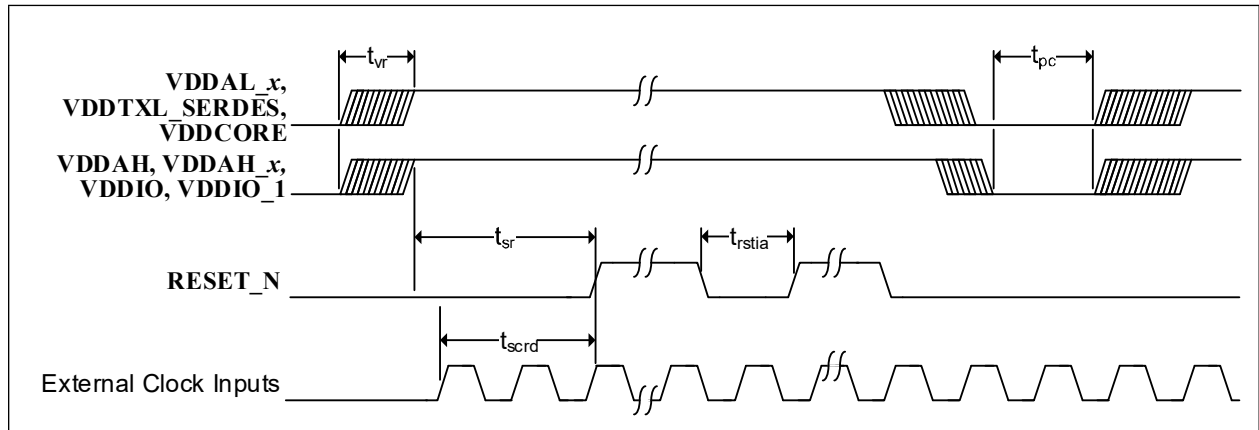 t_vr
t_pc
VDDAL_x,
VDDTXL_SERDES,
VDDCORE
VDDAH, VDDAH_x,
VDDIO, VDDIO_1
t_sr
t_rstia
RESET_N
t_scrd
External Clock Inputs